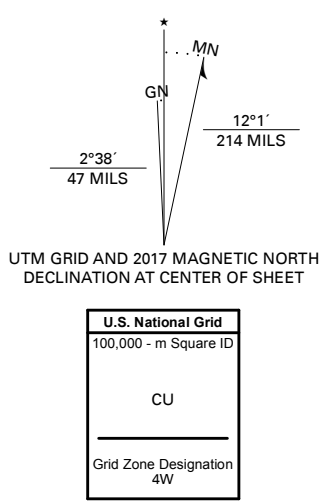 ★
MN
GN
12°1´
214 MILS
2°38´
47 MILS
UTM GRID AND 2017 MAGNETIC NORTH
DECLINATION AT CENTER OF SHEET
U.S. National Grid
100,000 - m Square ID
CU
Grid Zone Designation
4W